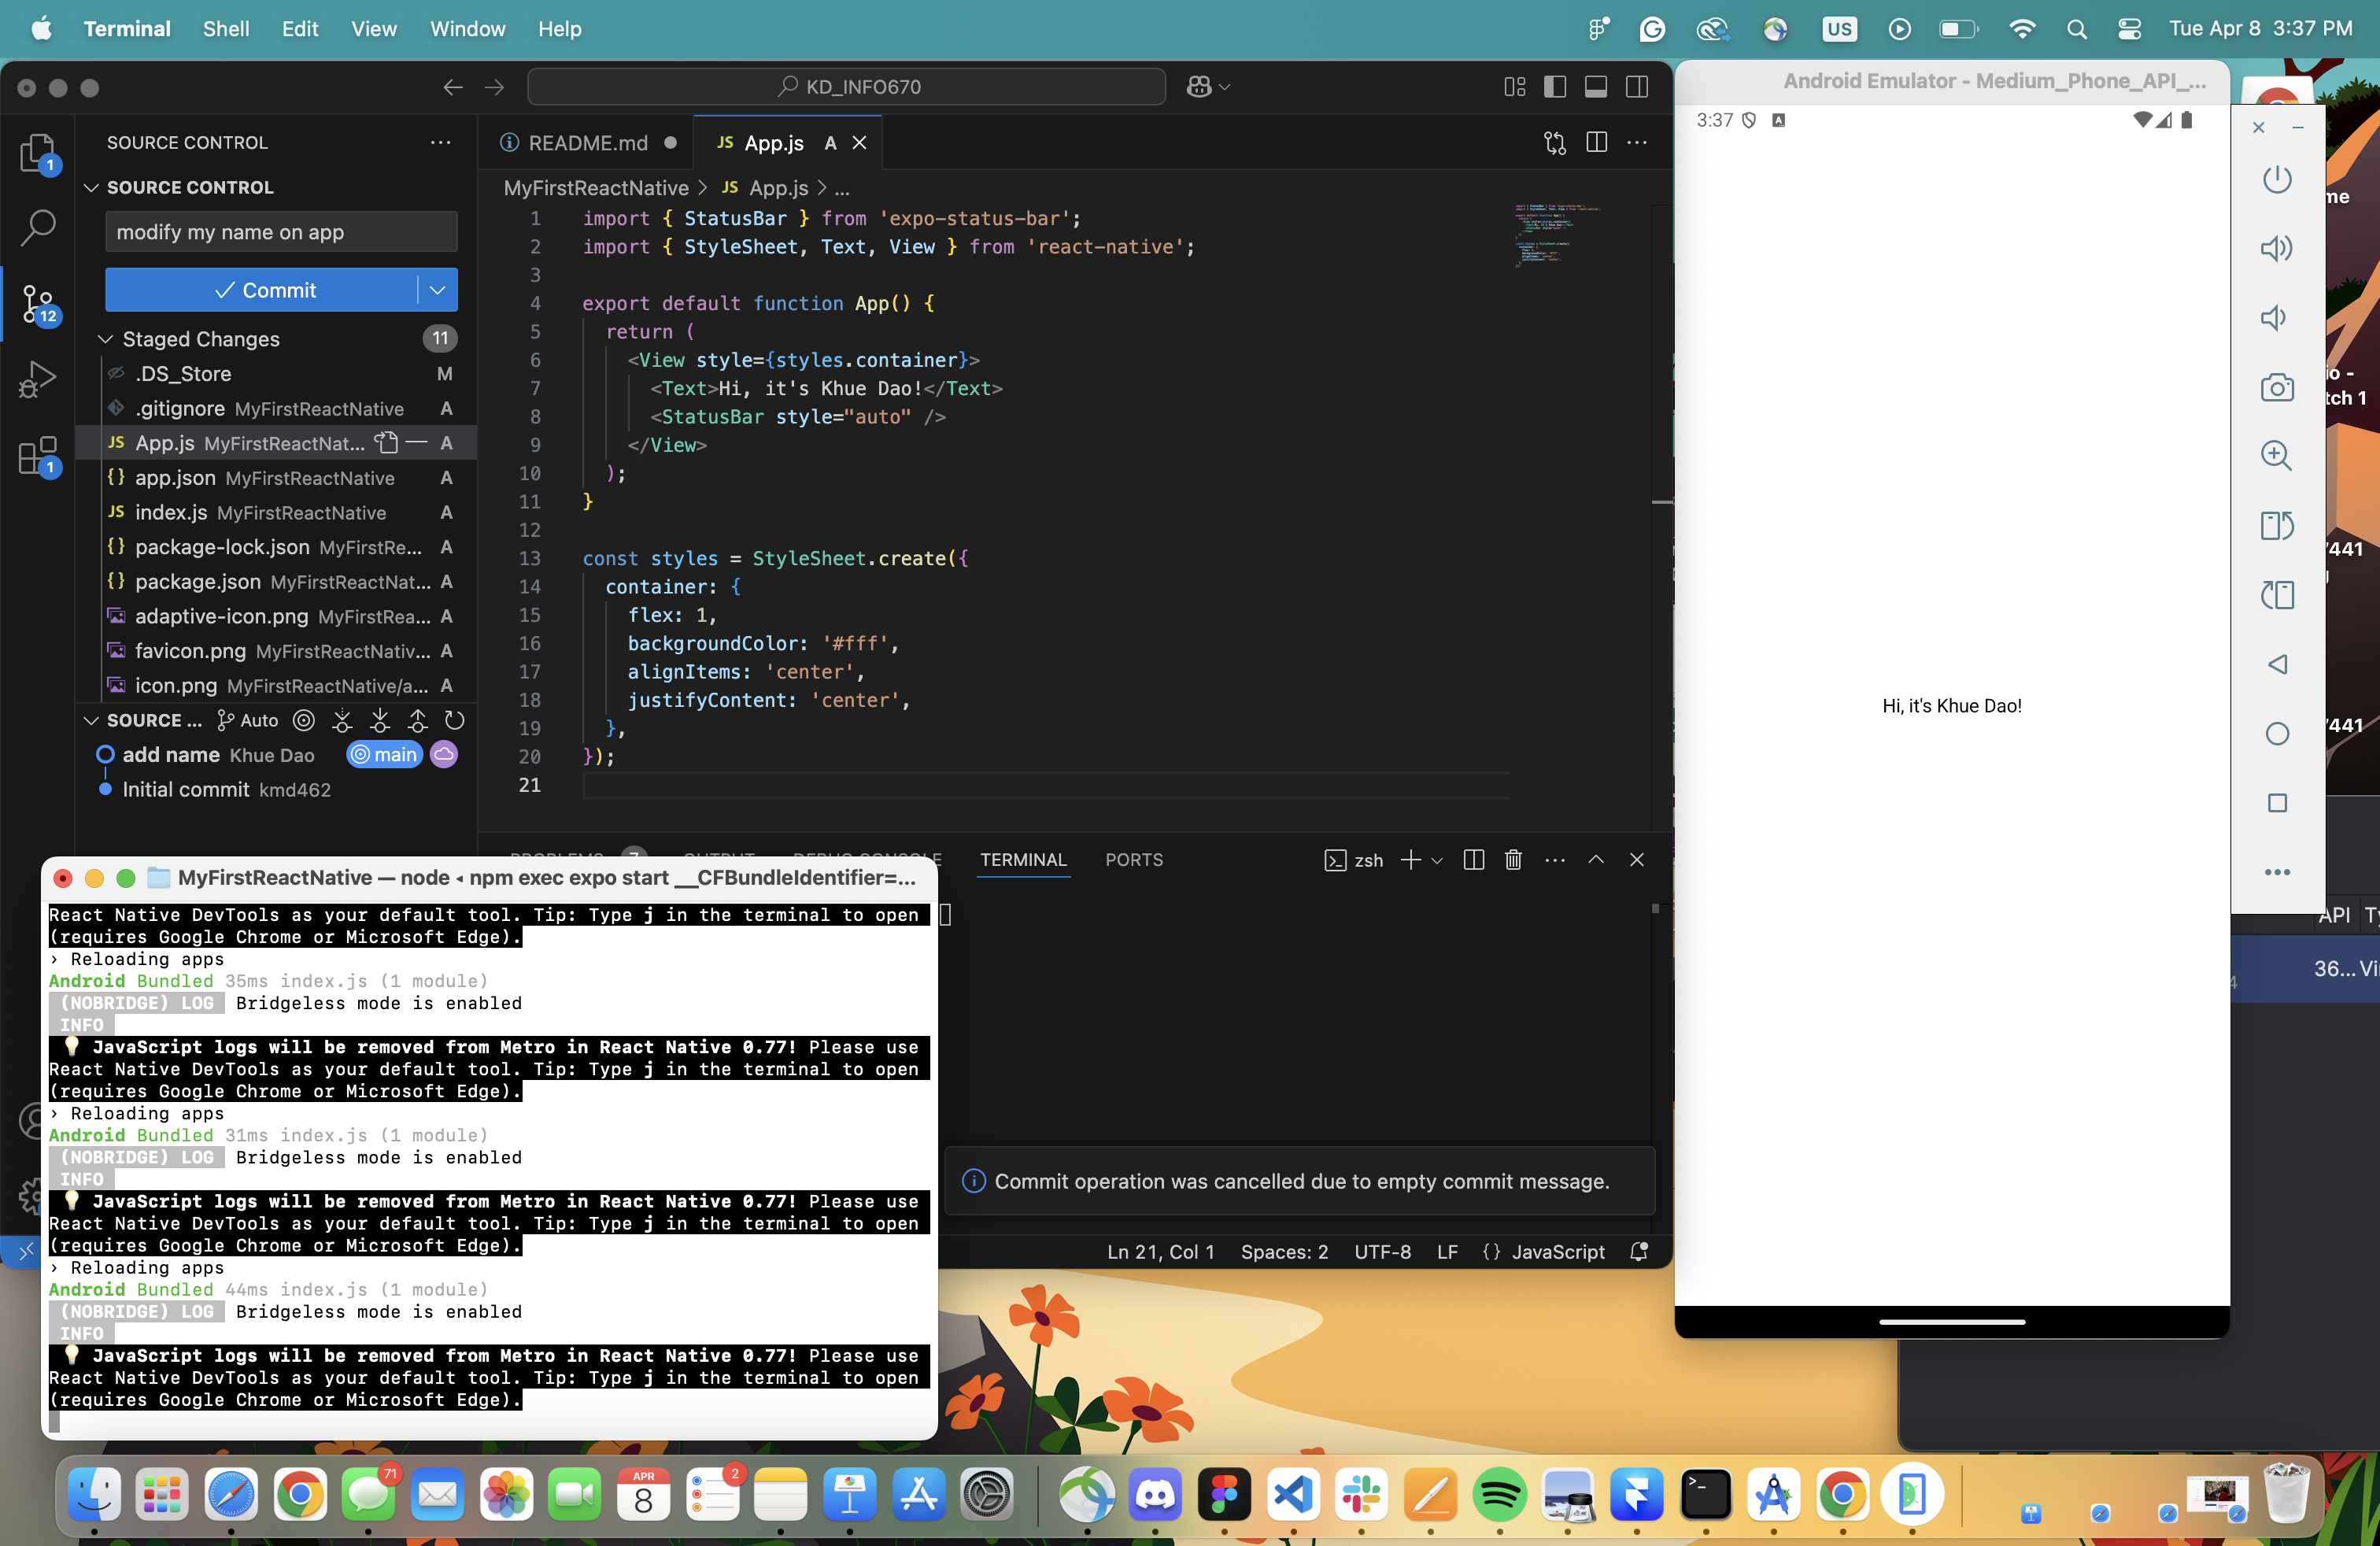 Terminal Shell Edit View Window Help US Tue Apr 8 3:37 PM
KD_INFO670
SOURCE CONTROL
SOURCE CONTROL
modify my name on app
Commit
Staged Changes 11
.DS_Store M
.gitignore MyFirstReactNative A
App.js MyFirstReactNat... A
app.json MyFirstReactNative A
index.js MyFirstReactNative A
package-lock.json MyFirstRe... A
package.json MyFirstReactNat... A
adaptive-icon.png MyFirstRea... A
favicon.png MyFirstReactNativ... A
icon.png MyFirstReactNative/a... A
SOURCE ... Auto
add name Khue Dao main
Initial commit kmd462
1
12
1
README.md
JS App.js A
MyFirstReactNative > JS App.js > ...
1 import { StatusBar } from 'expo-status-bar';
2 import { StyleSheet, Text, View } from 'react-native';
3
4 export default function App() {
5 return (
6 <View style={styles.container}>
7 <Text>Hi, it's Khue Dao!</Text>
8 <StatusBar style="auto" />
9 </View>
10 );
11 }
12
13 const styles = StyleSheet.create({
14 container: {
15 flex: 1,
16 backgroundColor: '#fff',
17 alignItems: 'center',
18 justifyContent: 'center',
19 },
20 });
21
TERMINAL PORTS
zsh
Commit operation was cancelled due to empty commit message.
Ln 21, Col 1 Spaces: 2 UTF-8 LF {} JavaScript
MyFirstReactNative — node ◂ npm exec expo start __CFBundleIdentifier=...
React Native DevTools as your default tool. Tip: Type j in the terminal to open
(requires Google Chrome or Microsoft Edge).
› Reloading apps
Android Bundled 35ms index.js (1 module)
(NOBRIDGE) LOG Bridgeless mode is enabled
INFO
💡 JavaScript logs will be removed from Metro in React Native 0.77! Please use
React Native DevTools as your default tool. Tip: Type j in the terminal to open
(requires Google Chrome or Microsoft Edge).
› Reloading apps
Android Bundled 31ms index.js (1 module)
(NOBRIDGE) LOG Bridgeless mode is enabled
INFO
💡 JavaScript logs will be removed from Metro in React Native 0.77! Please use
React Native DevTools as your default tool. Tip: Type j in the terminal to open
(requires Google Chrome or Microsoft Edge).
› Reloading apps
Android Bundled 44ms index.js (1 module)
(NOBRIDGE) LOG Bridgeless mode is enabled
INFO
💡 JavaScript logs will be removed from Metro in React Native 0.77! Please use
React Native DevTools as your default tool. Tip: Type j in the terminal to open
(requires Google Chrome or Microsoft Edge).
Android Emulator - Medium_Phone_API_...
3:37
Hi, it's Khue Dao!
me
io -
tch 1
7441
7441
API
36...
71
APR
8
2